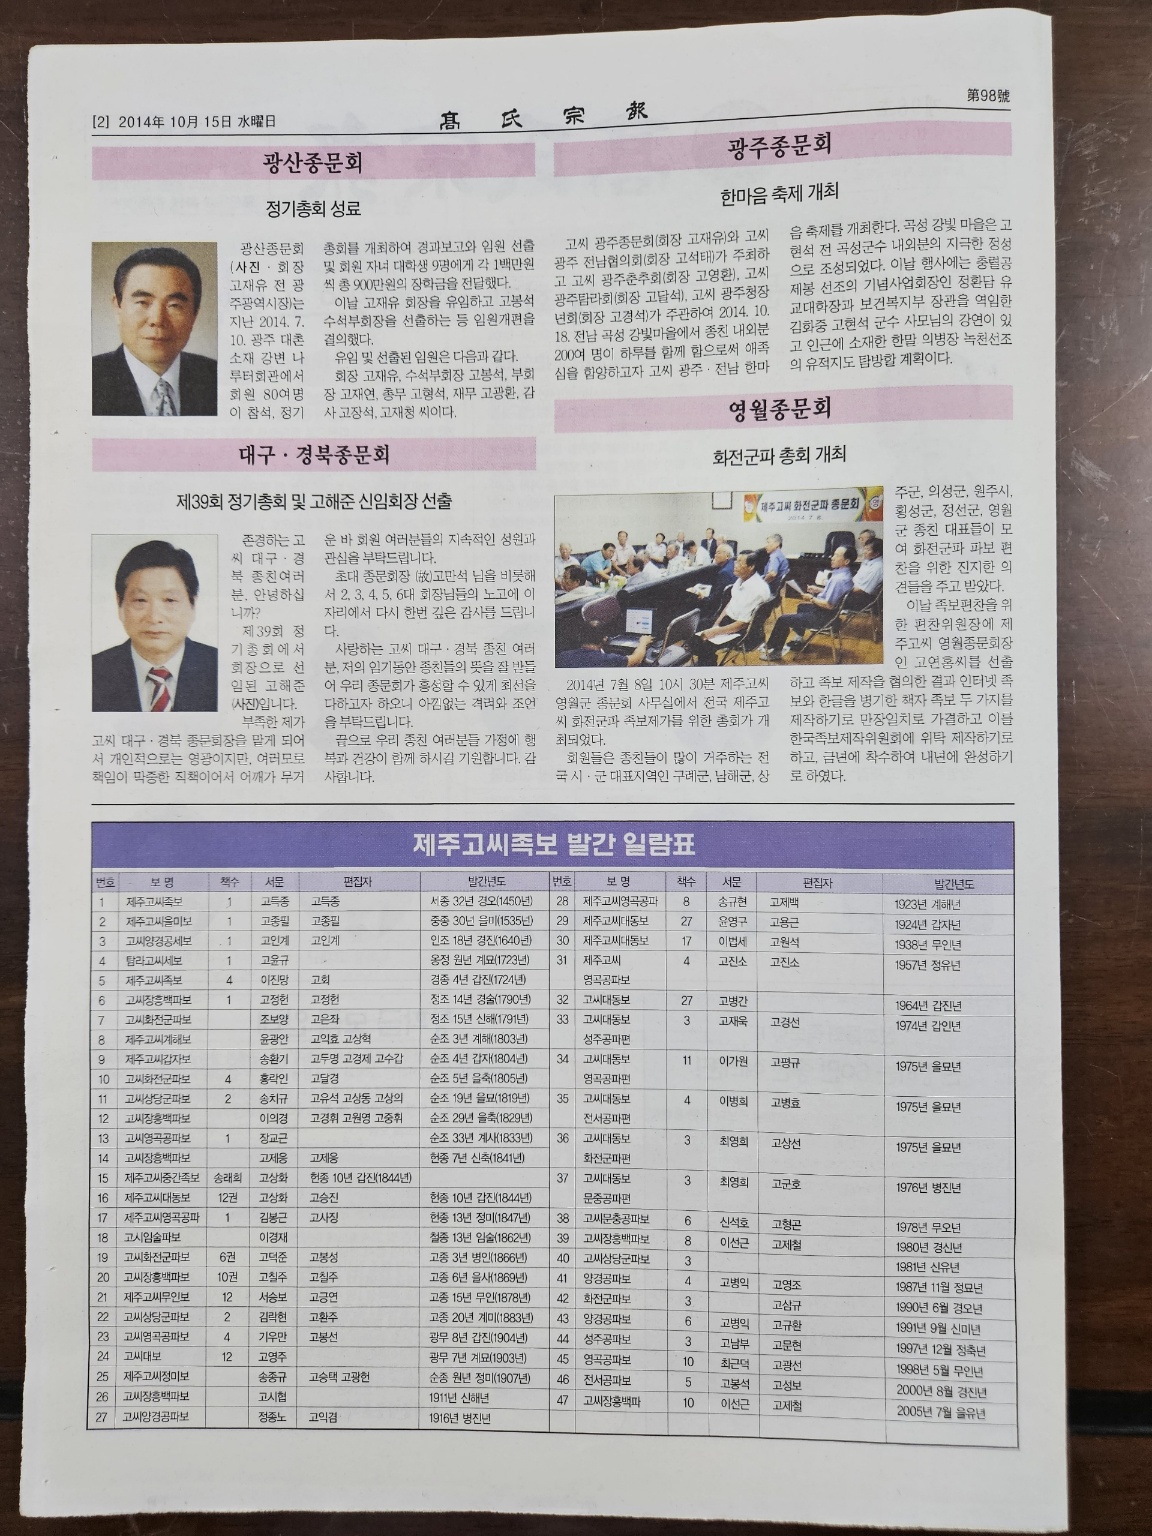 [2] 2014年 10月 15日 水曜日
髙 氏 宗 報
第98號
광산종문회
정기총회 성료
광산종문회
(사진 · 회장
고재유 전 광
주광역시장)는
지난 2014. 7.
10. 광주 대촌
소재 강변 나
루터회관에서
회원 80여명
이 참석, 정기
총회를 개최하여 경과보고와 임원 선출
및 회원 자녀 대학생 9명에게 각 1백만원
씩 총 900만원의 장학금을 전달했다.
이날 고재유 회장을 유임하고 고봉석
수석부회장을 선출하는 등 임원개편을
결의했다.
유임 및 선출된 임원은 다음과 같다.
회장 고재유, 수석부회장 고봉석, 부회
장 고재연, 총무 고형석, 재무 고광환, 감
사 고장석, 고재청 씨이다.
대구 · 경북종문회
제39회 정기총회 및 고해준 신임회장 선출
존경하는 고
씨 대구 · 경
북 종친여러
분, 안녕하십
니까?
제39회 정
기총회에서
회장으로 선
임된 고해준
(사진)입니다.
부족한 제가
고씨 대구 · 경북 종문회장을 맡게 되어
서 개인적으로는 영광이지만, 여러모로
책임이 막중한 직책이어서 어깨가 무거
운 바 회원 여러분들의 지속적인 성원과
관심을 부탁드립니다.
초대 종문회장 (故)고만석 님을 비롯해
서 2, 3, 4, 5, 6대 회장님들의 노고에 이
자리에서 다시 한번 깊은 감사를 드립니
다.
사랑하는 고씨 대구 · 경북 종친 여러
분, 저의 임기동안 종친들의 뜻을 잘 받들
어 우리 종문회가 흥성할 수 있게 최선을
다하고자 하오니 아낌없는 격려와 조언
을 부탁드립니다.
끝으로 우리 종친 여러분들 가정에 행
복과 건강이 함께 하시길 기원합니다. 감
사합니다.
광주종문회
한마음 축제 개최
고씨 광주종문회(회장 고재유)와 고씨
광주 전남협의회(회장 고석태)가 주최하
고 고씨 광주춘추회(회장 고영환), 고씨
광주탐라회(회장 고달석), 고씨 광주청장
년회(회장 고경석)가 주관하여 2014. 10.
18. 전남 곡성 강빛마을에서 종친 내외분
200여 명이 하루를 함께 함으로써 애족
심을 함양하고자 고씨 광주 · 전남 한마
음 축제를 개최한다. 곡성 강빛 마을은 고
현석 전 곡성군수 내외분의 지극한 정성
으로 조성되었다. 이날 행사에는 충렬공
제봉 선조의 기념사업회장인 정환담 유
교대학장과 보건복지부 장관을 역임한
김화중 고현석 군수 사모님의 강연이 있
고 인근에 소재한 한말 의병장 녹천선조
의 유적지도 탐방할 계획이다.
영월종문회
화전군파 총회 개최
제주고씨 화전군파 종문회
2014. 7. 8.
2014년 7월 8일 10시 30분 제주고씨
영월군 종문회 사무실에서 전국 제주고
씨 화전군파 족보제가를 위한 총회가 개
최되었다.
회원들은 종친들이 많이 거주하는 전
국 시 · 군 대표지역인 구례군, 남해군, 상
주군, 의성군, 원주시,
횡성군, 정선군, 영월
군 종친 대표들이 모
여 화전군파 파보 편
찬을 위한 진지한 의
견들을 주고 받았다.
이날 족보편찬을 위
한 편찬위원장에 제
주고씨 영월종문회장
인 고연홍씨를 선출
하고 족보 제작을 협의한 결과 인터넷 족
보와 한글을 병기한 책자 족보 두 가지를
제작하기로 만장일치로 가결하고 이를
한국족보제작위원회에 위탁 제작하기로
하고, 금년에 착수하여 내년에 완성하기
로 하였다.
제주고씨족보 발간 일람표
번호 보 명 책수 서문 편집자 발간년도
1 제주고씨족보 1 고득종 고득종 서종 32년 경오(1450년)
2 제주고씨을미보 1 고종필 고종필 중종 30년 을미(1535년)
3 고씨양경공세보 1 고인계 고인계 인조 18년 경진(1640년)
4 탐라고씨세보 1 고윤규 옹정 원년 계묘(1723년)
5 제주고씨족보 4 이진망 고회 경종 4년 갑진(1724년)
6 고씨장흥백파보 1 고정헌 고정헌 정조 14년 경술(1790년)
7 고씨화전군파보 조보양 고은좌 정조 15년 신해(1791년)
8 제주고씨계해보 윤광안 고익효 고상혁 순조 3년 계해(1803년)
9 제주고씨갑자보 송환기 고두명 고경제 고수갑 순조 4년 갑자(1804년)
10 고씨화전군파보 4 홍락인 고달경 순조 5년 을축(1805년)
11 고씨상당군파보 2 송치규 고유석 고상동 고상의 순조 19년 을묘(1819년)
12 고씨장흥백파보 이의경 고경휘 고원영 고중휘 순조 29년 을축(1829년)
13 고씨영곡공파보 1 장교근 순조 33년 계사(1833년)
14 고씨장흥백파보 고제웅 고제웅 헌종 7년 신축(1841년)
15 제주고씨중간족보 송래희 고상화 헌종 10년 갑진(1844년)
16 제주고씨대동보 12권 고상화 고승진 헌종 10년 갑진(1844년)
17 제주고씨영곡공파 1 김봉근 고사징 헌종 13년 정미(1847년)
18 고시임술파보 이경재 철종 13년 임술(1862년)
19 고씨화전군파보 6권 고덕준 고봉성 고종 3년 병인(1866년)
20 고씨장흥백파보 10권 고칠주 고칠주 고종 6년 을사(1869년)
21 제주고씨무인보 12 서승보 고긍연 고종 15년 무인(1878년)
22 고씨상당군파보 2 김락현 고환주 고종 20년 계미(1883년)
23 고씨영곡공파보 4 기우만 고봉선 광무 8년 갑진(1904년)
24 고씨대보 12 고영주 광무 7년 계묘(1903년)
25 제주고씨정미보 송종규 고승택 고광헌 순종 원년 정미(1907년)
26 고씨장흥백파보 고시협 1911년 신해년
27 고씨양경공파보 정종노 고익겸 1916년 병진년
번호 보 명 책수 서문 편집자 발간년도
28 제주고씨영곡공파 8 송규현 고제백 1923년 계해년
29 제주고씨대동보 27 윤영구 고용근 1924년 갑자년
30 제주고씨대동보 17 이법세 고원석 1938년 무인년
31 제주고씨 4 고진소 고진소 1957년 정유년
영곡공파보
32 고씨대동보 27 고병간 1964년 갑진년
33 고씨대동보 3 고재욱 고경선 1974년 갑인년
성주공파편
34 고씨대동보 11 이가원 고평규 1975년 을묘년
영곡공파편
35 고씨대동보 4 이병희 고병효 1975년 을묘년
전서공파편
36 고씨대동보 3 최영희 고상선 1975년 을묘년
화전군파편
37 고씨대동보 3 최영희 고군호 1976년 병진년
문충공파편
38 고씨문충공파보 6 신석호 고형곤 1978년 무오년
39 고씨장흥백파보 8 이선근 고제철 1980년 경신년
40 고씨상당군파보 3 1981년 신유년
41 양경공파보 4 고병익 고영조 1987년 11월 정묘년
42 화전군파보 3 고삼규 1990년 6월 경오년
43 양경공파보 6 고병익 고규환 1991년 9월 신미년
44 성주공파보 3 고남부 고문현 1997년 12월 정축년
45 영곡공파보 10 최근덕 고광선 1998년 5월 무인년
46 전서공파보 5 고봉석 고성보 2000년 8월 경진년
47 고씨장흥백파 10 이선근 고제철 2005년 7월 을유년